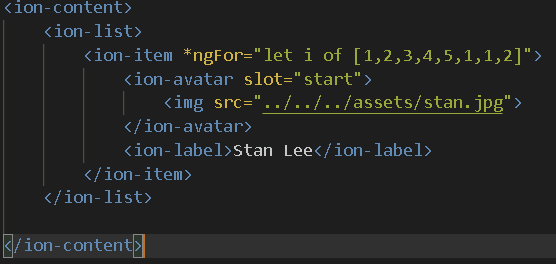 <ion-content>
<ion-list>
<ion-item *ngFor="let i of [1,2,3,4,5,1,1,2]">
<ion-avatar slot="start">
<img src="../../../assets/stan.jpg">
</ion-avatar>
<ion-label>Stan Lee</ion-label>
</ion-item>
</ion-list>
</ion-content>